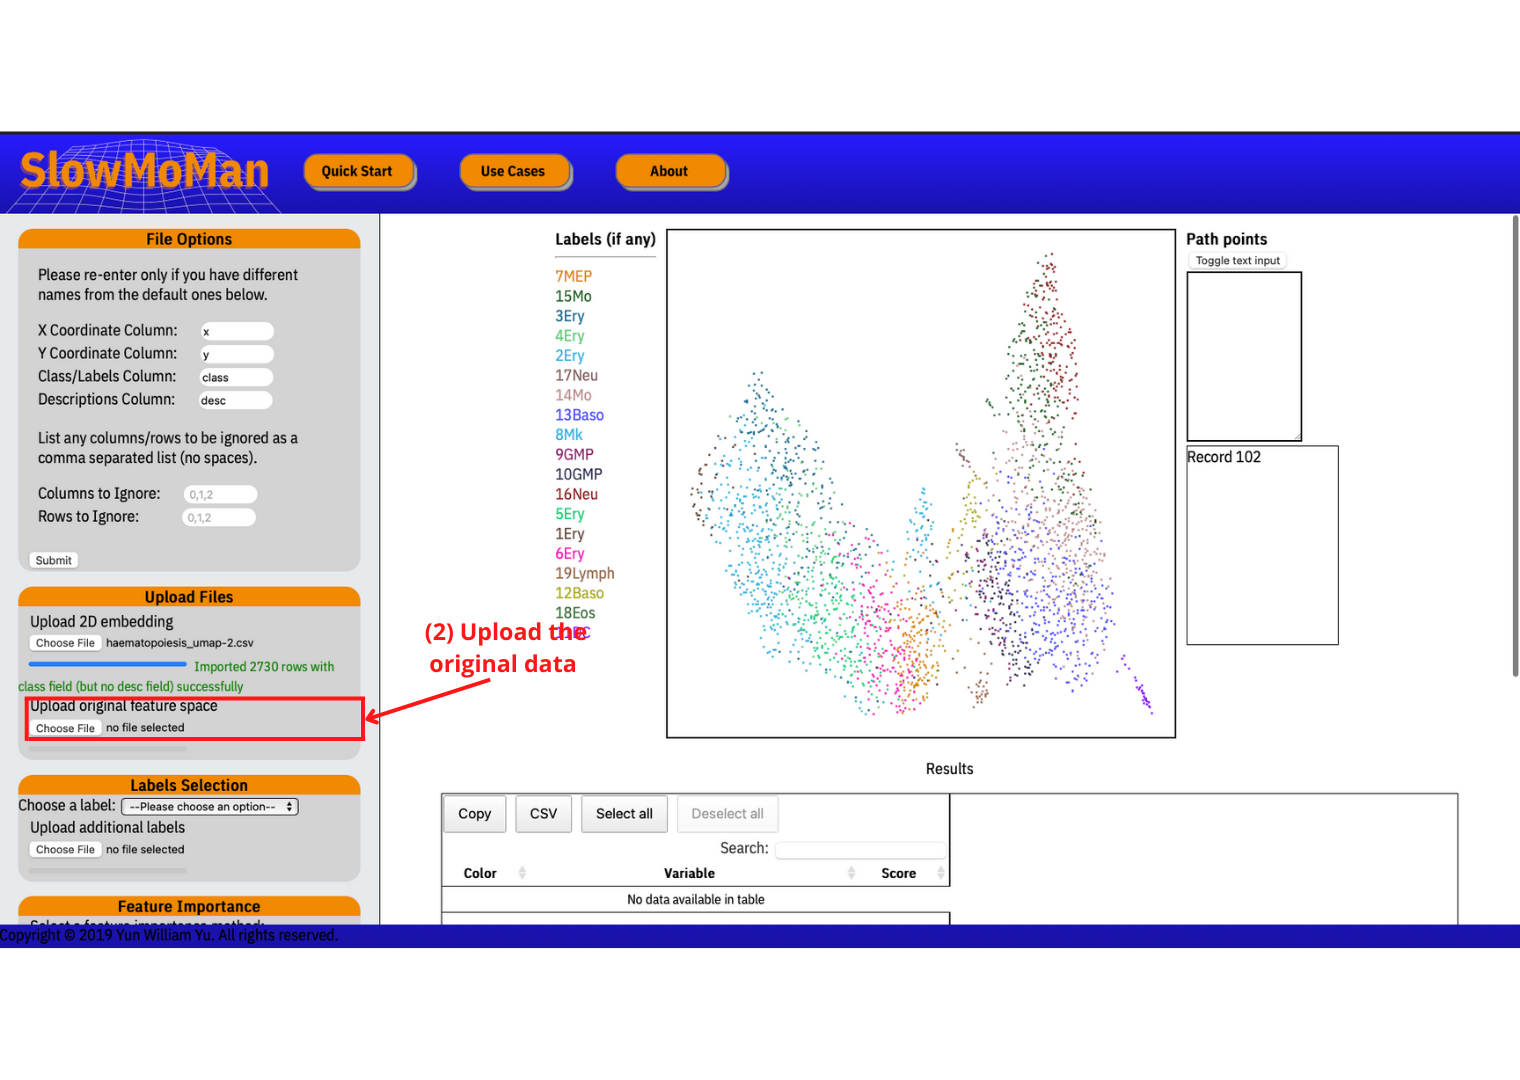 SlowMoMan
Quick Start
Use Cases
About
File Options
Please re-enter only if you have different
names from the default ones below.
X Coordinate Column: x
Y Coordinate Column: y
Class/Labels Column: class
Descriptions Column: desc
List any columns/rows to be ignored as a
comma separated list (no spaces).
Columns to Ignore: 0,1,2
Rows to Ignore: 0,1,2
Submit
Upload Files
Upload 2D embedding
Choose File haematopoiesis_umap-2.csv
Imported 2730 rows with
class field (but no desc field) successfully
Upload original feature space
Choose File no file selected
Labels Selection
Choose a label: --Please choose an option--
Upload additional labels
Choose File no file selected
Feature Importance
Select a feature importance method:
Copyright © 2019 Yun William Yu. All rights reserved.
(2) Upload the
original data
Labels (if any)
7MEP
15Mo
3Ery
4Ery
2Ery
17Neu
14Mo
13Baso
8Mk
9GMP
10GMP
16Neu
5Ery
1Ery
6Ery
19Lymph
12Baso
18Eos
Path points
Toggle text input
Record 102
Results
Copy
CSV
Select all
Deselect all
Search:
Color Variable Score
No data available in table